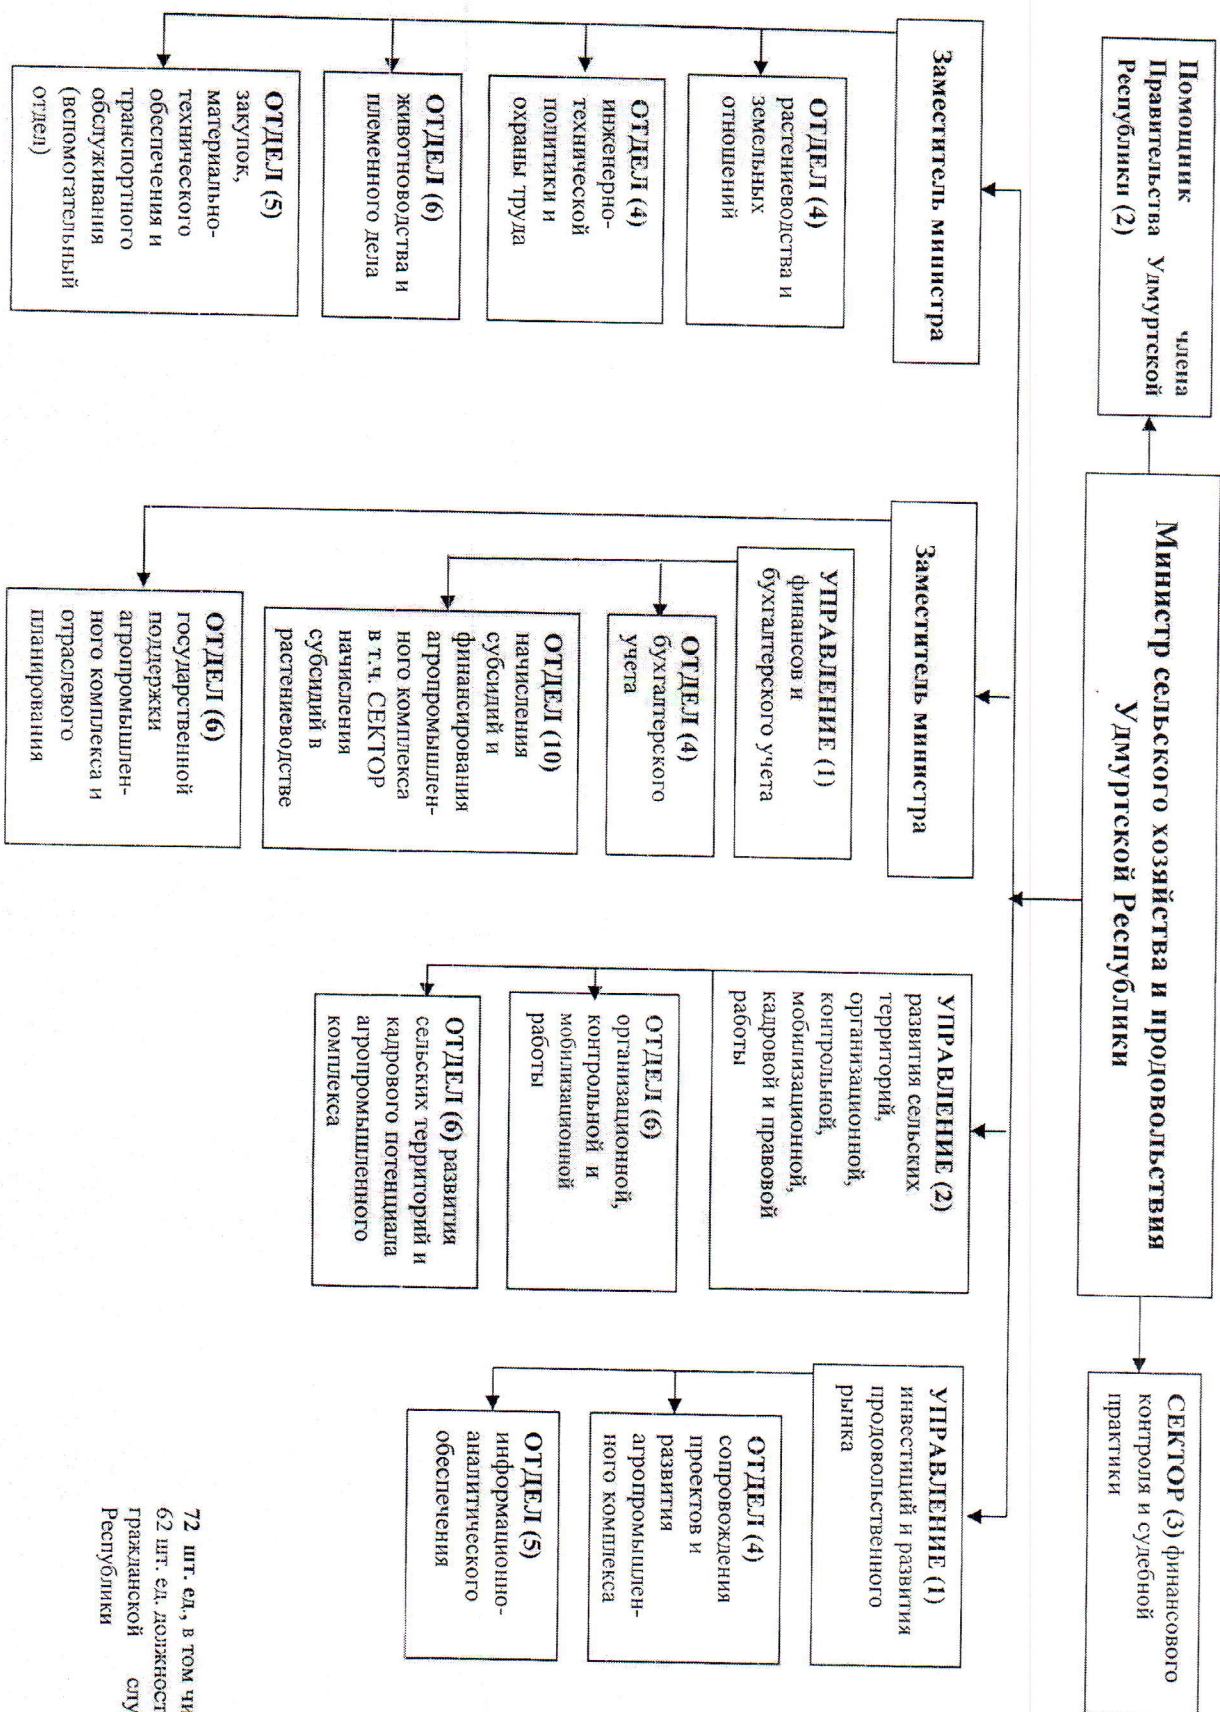 Министр сельского хозяйства и продовольствия
Удмуртской Республики
Помощник члена
Правительства Удмуртской
Республики (2)
СЕКТОР (3) финансового
контроля и судебной
практики
Заместитель министра
ОТДЕЛ (4)
растениеводства и
земельных
отношений
ОТДЕЛ (4)
инженерно-
технической
политики и
охраны труда
ОТДЕЛ (6)
животноводства и
племенного дела
ОТДЕЛ (5)
закупок,
материально-
технического
обеспечения и
транспортного
обслуживания
(вспомогательный
отдел)
Заместитель министра
УПРАВЛЕНИЕ (1)
финансов и
бухгалтерского учета
ОТДЕЛ (4)
бухгалтерского
учета
ОТДЕЛ (10)
начисления
субсидий и
финансирования
агропромышлен-
ного комплекса
в т.ч. СЕКТОР
начисления
субсидий в
растениеводстве
ОТДЕЛ (6)
государственной
поддержки
агропромышлен-
ного комплекса и
отраслевого
планирования
УПРАВЛЕНИЕ (2)
развития сельских
территорий,
организационной,
контрольной,
мобилизационной,
кадровой и правовой
работы
ОТДЕЛ (6)
организационной,
контрольной и
мобилизационной
работы
ОТДЕЛ (6) развития
сельских территорий и
кадрового потенциала
агропромышленного
комплекса
УПРАВЛЕНИЕ (1)
инвестиций и развития
продовольственного
рынка
ОТДЕЛ (4)
сопровождения
проектов и
развития
агропромышлен-
ного комплекса
ОТДЕЛ (5)
информационно-
аналитического
обеспечения
72 шт. ед., в том чи
62 шт. ед. должност
гражданской слу
Республики